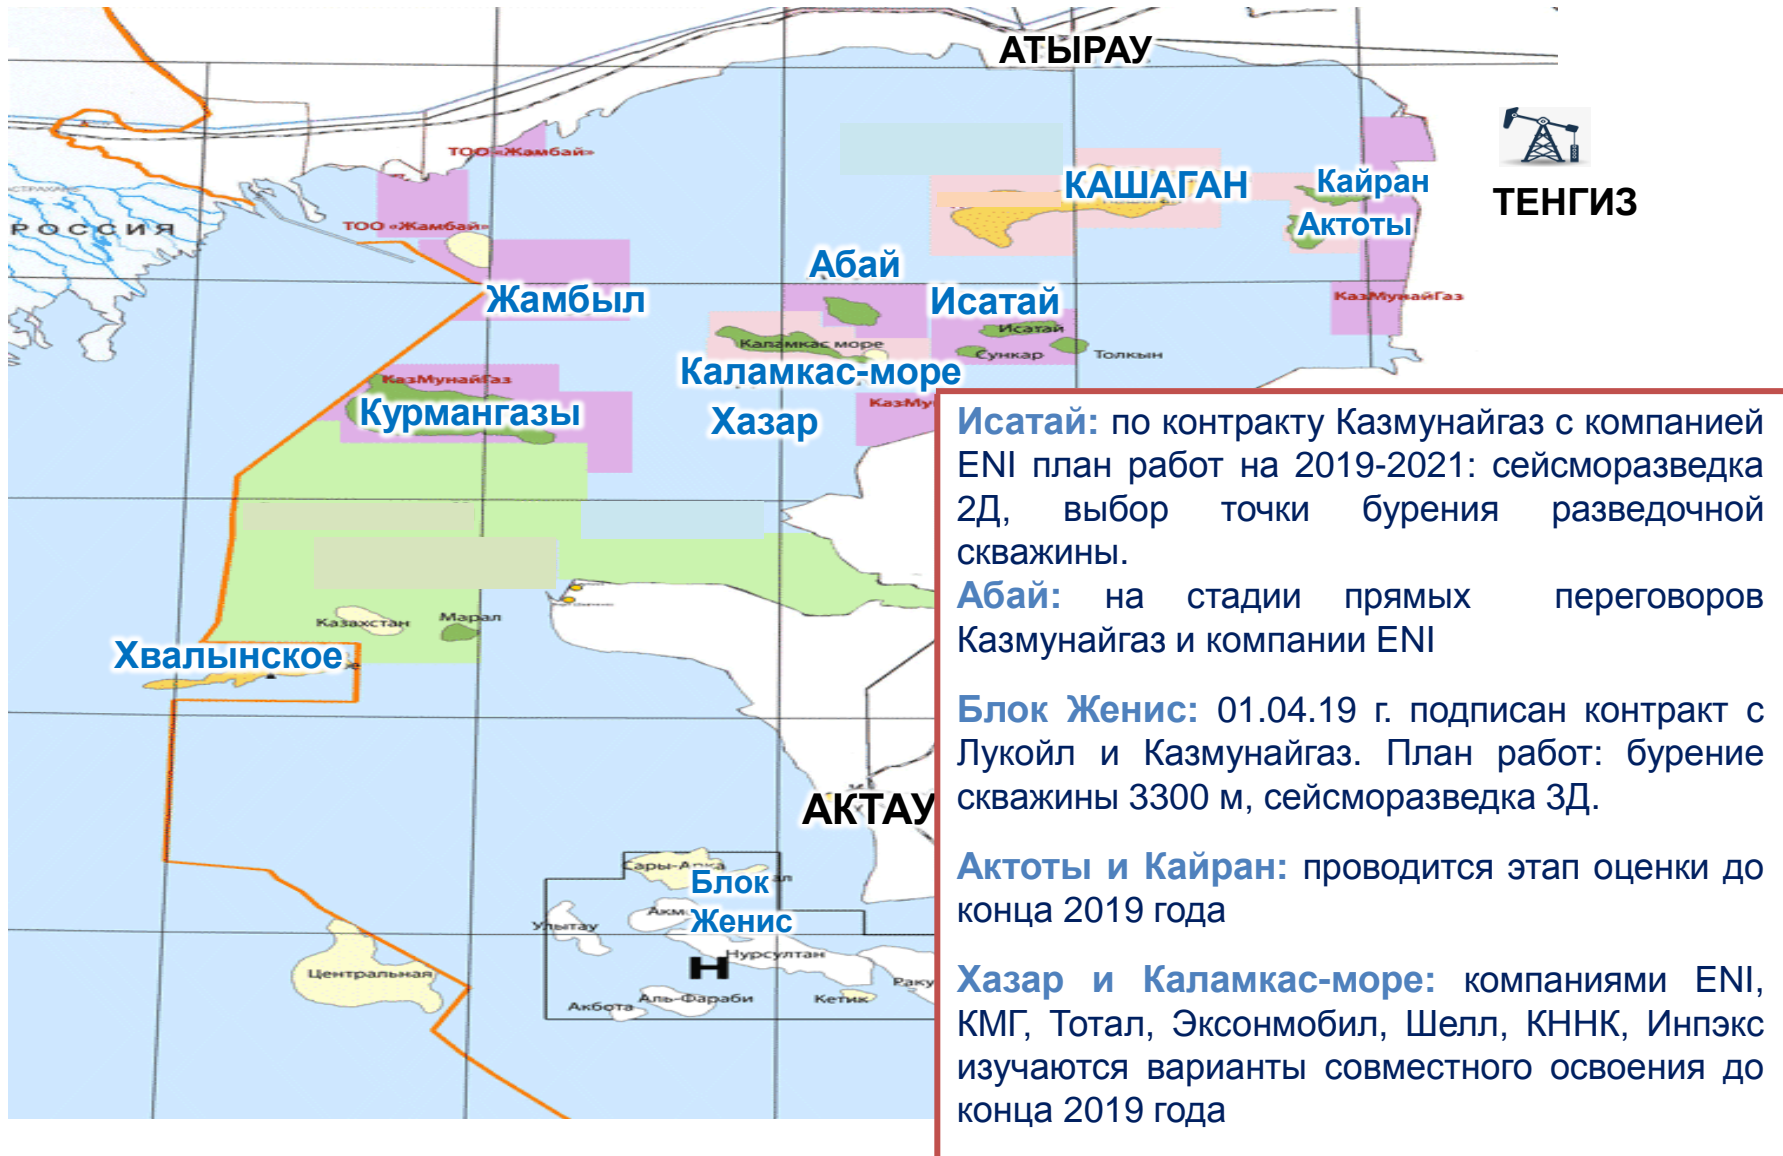 АТЫРАУ
ТОО «Жамбай»
КАШАГАН
Кайран
Актоты
ТЕНГИЗ
ТОО «Жамбай»
РОССИЯ
Абай
Жамбыл
Исатай
КазМунайГаз
Исатай
Каламкас море
Сункар
Толкын
Каламкас-море
КазМунайГаз
Курмангазы
Хазар
Казахстан
Марал
Хвалынское
АКТАУ
Сары-Арка
Блок
Женис
Улытау
Нурсултан
Н
Центральная
Акбота
Аль-Фараби
Кетик
Исатай: по контракту Казмунайгаз с компанией
ENI план работ на 2019-2021: сейсморазведка
2Д, выбор точки бурения разведочной
скважины.
Абай: на стадии прямых переговоров
Казмунайгаз и компании ENI
Блок Женис: 01.04.19 г. подписан контракт с
Лукойл и Казмунайгаз. План работ: бурение
скважины 3300 м, сейсморазведка 3Д.
Актоты и Кайран: проводится этап оценки до
конца 2019 года
Хазар и Каламкас-море: компаниями ENI,
КМГ, Тотал, Эксонмобил, Шелл, КННК, Инпэкс
изучаются варианты совместного освоения до
конца 2019 года